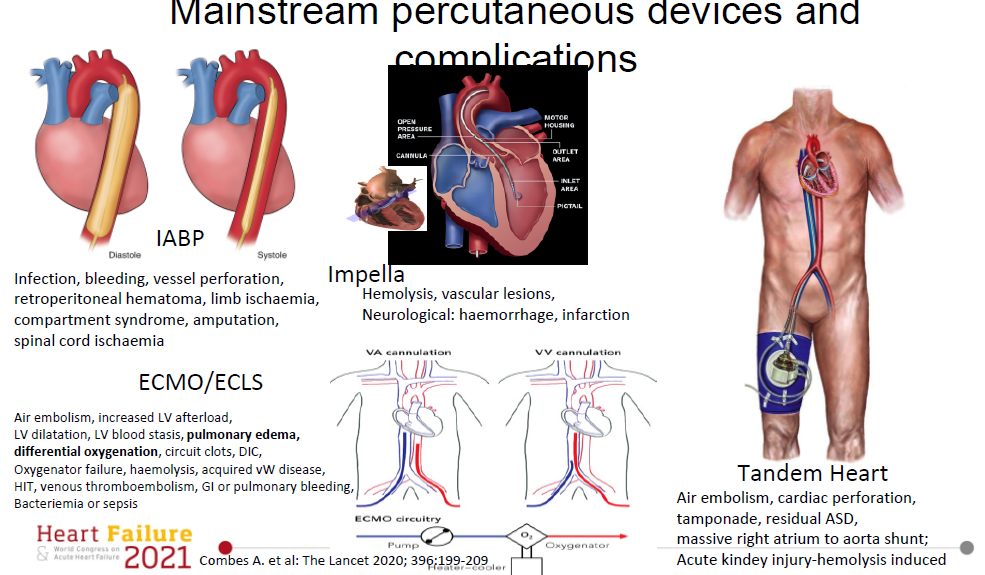 Mainstream percutaneous devices and
complications
Diastole
IABP
Systole
Infection, bleeding, vessel perforation,
retroperitoneal hematoma, limb ischaemia,
compartment syndrome, amputation,
spinal cord ischaemia
OPEN
PRESSURE
AREA
CANNULA
MOTOR
HOUSING
OUTLET
AREA
INLET
AREA
PIGTAIL
Impella
Hemolysis, vascular lesions,
Neurological: haemorrhage, infarction
ECMO/ECLS
Air embolism, increased LV afterload,
LV dilatation, LV blood stasis, pulmonary edema,
differential oxygenation, circuit clots, DIC,
Oxygenator failure, haemolysis, acquired vW disease,
HIT, venous thromboembolism, GI or pulmonary bleeding,
Bacteriemia or sepsis
VA cannulation
VV cannulation
ECMO circuitry
Pump
O₂
Oxygenator
Heater-cooler
Tandem Heart
Air embolism, cardiac perforation,
tamponade, residual ASD,
massive right atrium to aorta shunt;
Acute kindey injury-hemolysis induced
Heart Failure
& World Congress on
Acute Heart Failure
2021
Combes A. et al: The Lancet 2020; 396:199-209